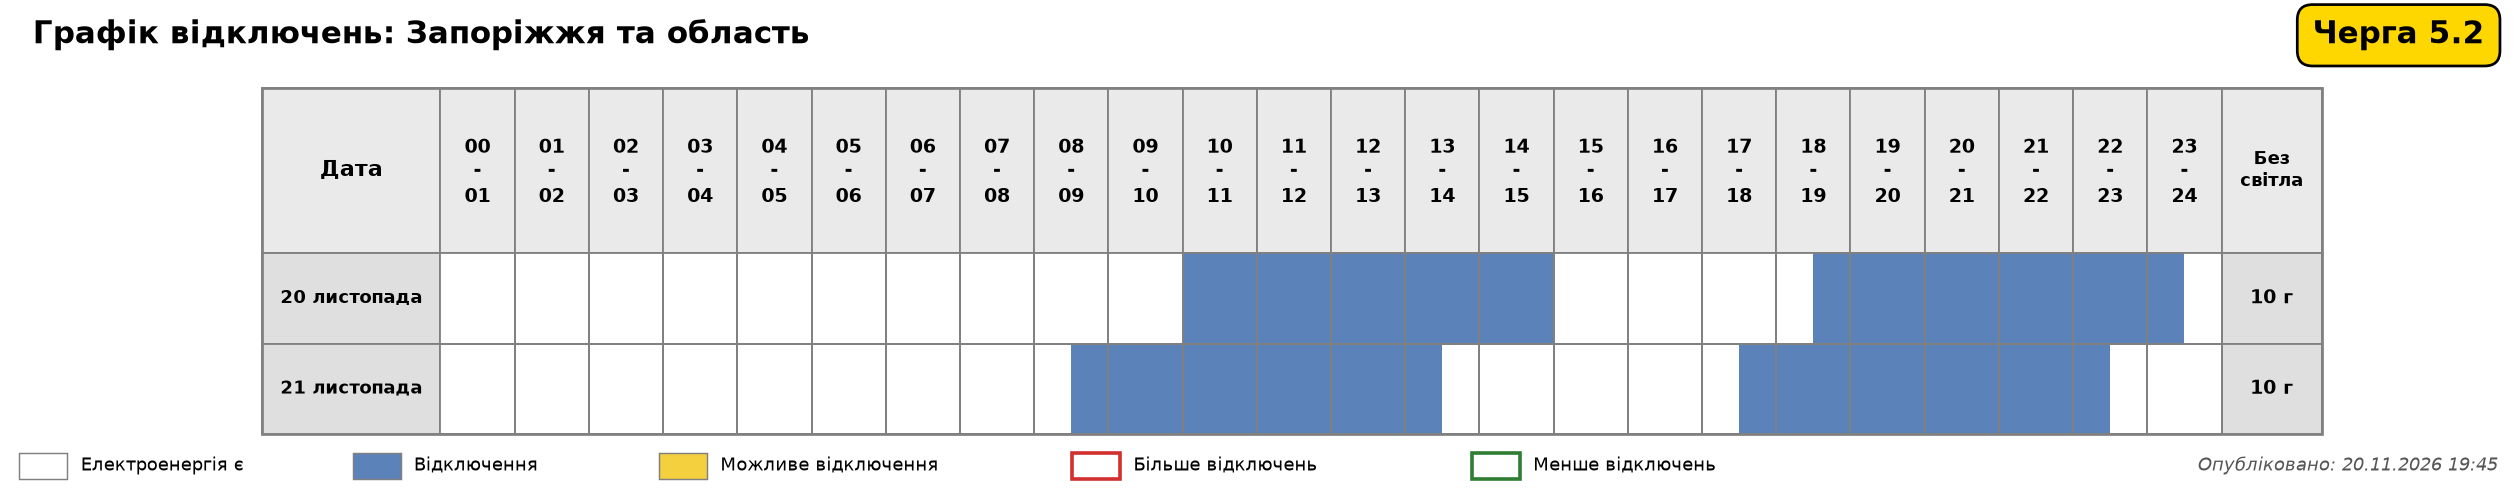 Графік відключень: Запоріжжя та область
Черга 5.2
Дата
00 - 01
01 - 02
02 - 03
03 - 04
04 - 05
05 - 06
06 - 07
07 - 08
08 - 09
09 - 10
10 - 11
11 - 12
12 - 13
13 - 14
14 - 15
15 - 16
16 - 17
17 - 18
18 - 19
19 - 20
20 - 21
21 - 22
22 - 23
23 - 24
Без
світла
20 листопада
10 г
21 листопада
10 г
Електроенергія є
Відключення
Можливе відключення
Більше відключень
Менше відключень
Опубліковано: 20.11.2026 19:45